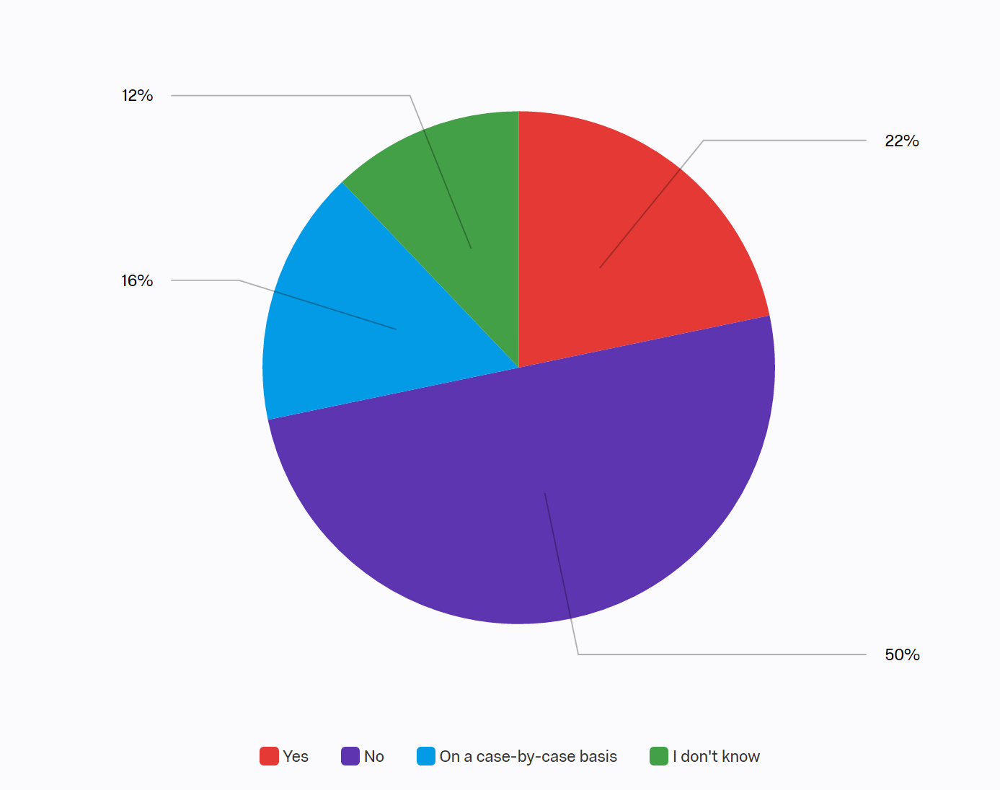 12%
22%
16%
50%
Yes No On a case-by-case basis I don't know